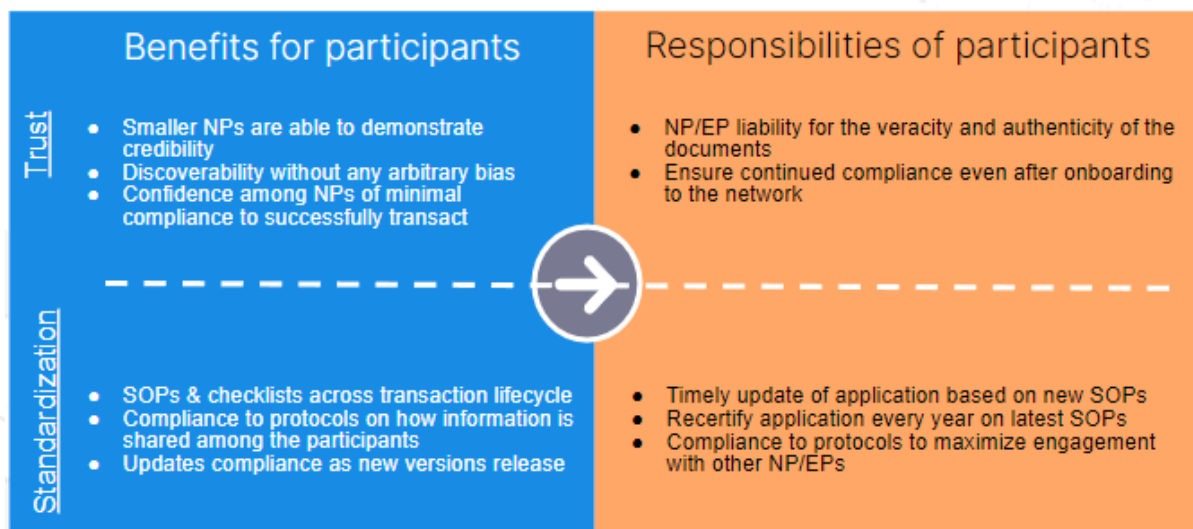 Benefits for participants
Responsibilities of participants
Trust
● Smaller NPs are able to demonstrate
credibility
● Discoverability without any arbitrary bias
● Confidence among NPs of minimal
compliance to successfully transact
● NP/EP liability for the veracity and authenticity of the
documents
● Ensure continued compliance even after onboarding
to the network
Standardization
● SOPs & checklists across transaction lifecycle
● Compliance to protocols on how information is
shared among the participants
● Updates compliance as new versions release
● Timely update of application based on new SOPs
● Recertify application every year on latest SOPs
● Compliance to protocols to maximize engagement
with other NP/EPs